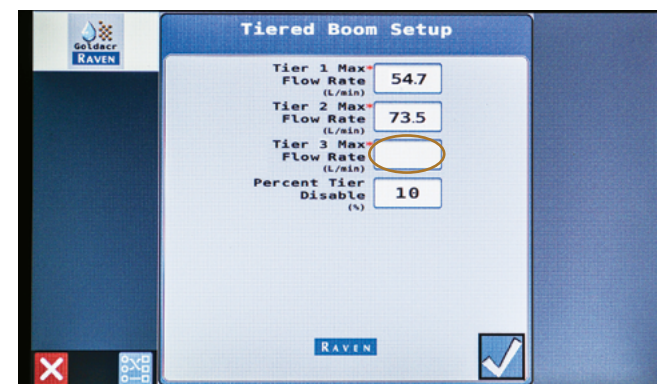 Goldacr
RAVEN
Tiered Boom Setup
Tier 1 Max*
Flow Rate
(L/min)
54.7
Tier 2 Max*
Flow Rate
(L/min)
73.5
Tier 3 Max*
Flow Rate
(L/min)
Percent Tier
Disable
(%)
10
RAVEN